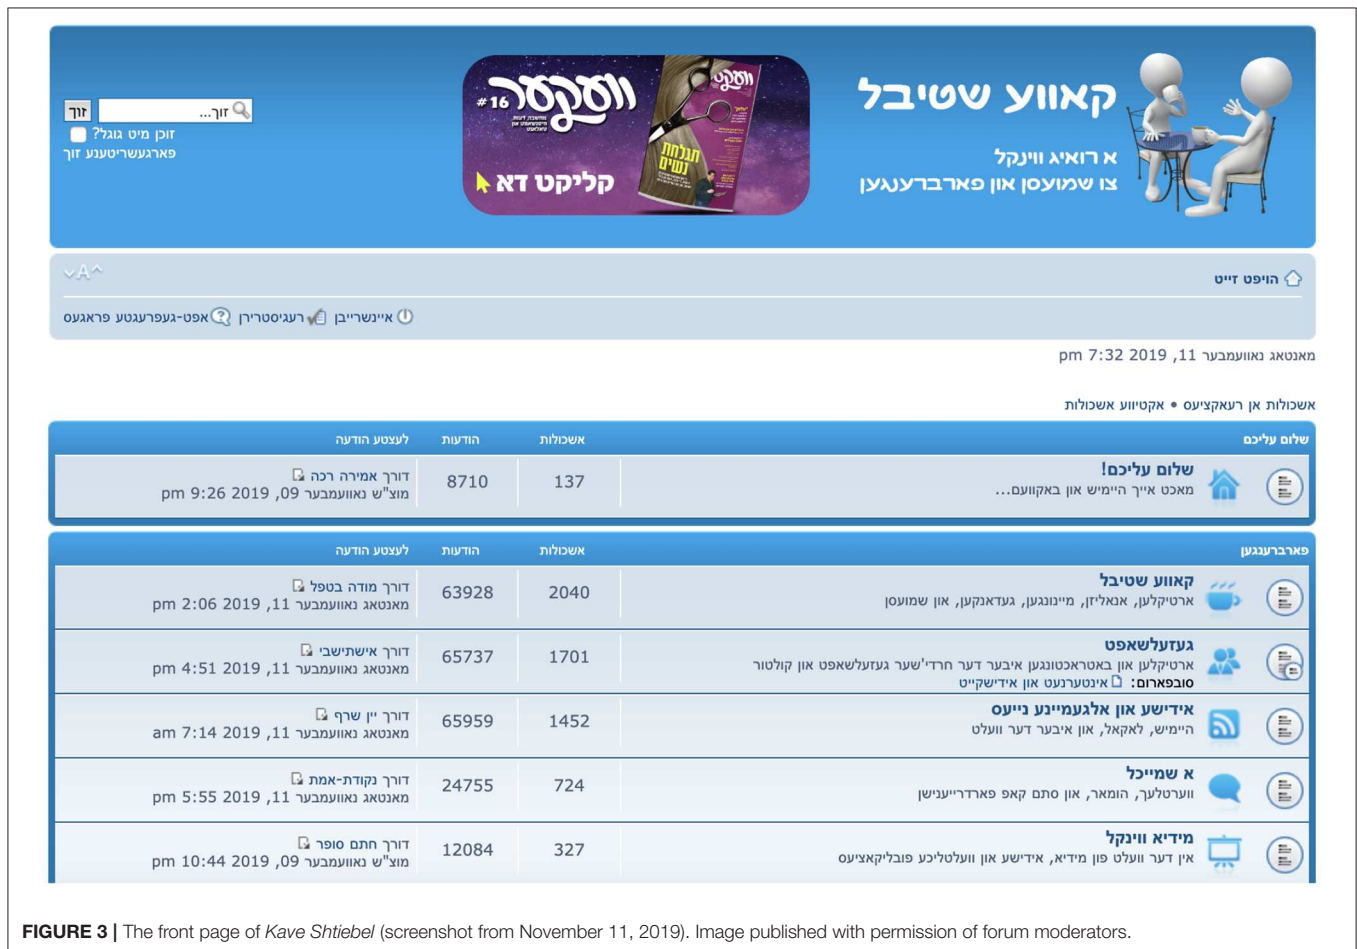 קאווע שטיבל
א רואיג ווינקל
צו שמועסן און פארברענגען
וועקער
#16
תגלחת
נשים
קליקט דא
זוך...
זוך
זוכן מיט גוגל?
פארגעשריטענע זוך
הויפט זייט
A
איינשרייבן רעגיסטרירן אפט-געפרעגטע פראגעס
מאנטאג נאוועמבער 11, 2019 7:32 pm
אשכולות אן רעאקציעס • אקטיווע אשכולות
שלום עליכם אשכולות הודעות לעצטע הודעה
שלום עליכם!
מאכט אייך היימיש און באקוועם...
137 8710
דורך אמירה רכה
מוצ"ש נאוועמבער 09, 2019 9:26 pm
פארברענגען אשכולות הודעות לעצטע הודעה
קאווע שטיבל
ארטיקלען, אנאליזן, מיינונגען, געדאנקען, און שמועסן
2040 63928
דורך מודה בטפל
מאנטאג נאוועמבער 11, 2019 2:06 pm
געזעלשאפט
ארטיקלען און באטראכטונגען איבער דער חרדי'שער געזעלשאפט און קולטור
סובפארום: אינטערנעט און אידישקייט
1701 65737
דורך אישתישבי
מאנטאג נאוועמבער 11, 2019 4:51 pm
אידישע און אלגעמיינע נייעס
היימיש, לאקאל, און איבער דער וועלט
1452 65959
דורך יין שרף
מאנטאג נאוועמבער 11, 2019 7:14 am
א שמייכל
ווערטלעך, הומאר, און סתם קאפ פארדרייענישן
724 24755
דורך נקודת-אמת
מאנטאג נאוועמבער 11, 2019 5:55 pm
מידיא ווינקל
אין דער וועלט פון מידיא, אידישע און וועלטליכע פובליקאציעס
327 12084
דורך חתם סופר
מוצ"ש נאוועמבער 09, 2019 10:44 pm
FIGURE 3 | The front page of Kave Shtiebel (screenshot from November 11, 2019). Image published with permission of forum moderators.